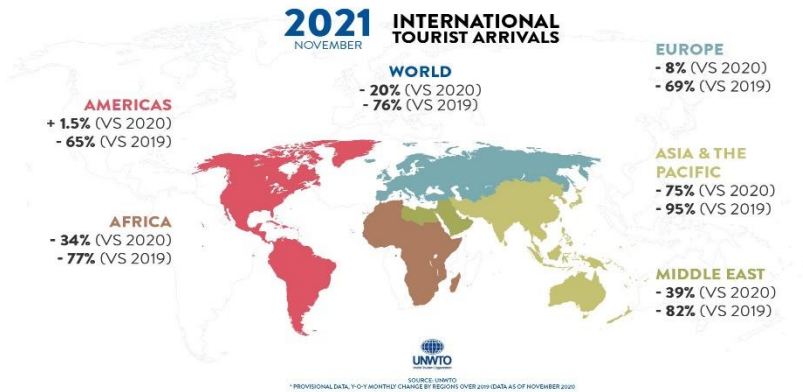 2021
NOVEMBER
INTERNATIONAL
TOURIST ARRIVALS
WORLD
- 20% (VS 2020)
- 76% (VS 2019)
EUROPE
- 8% (VS 2020)
- 69% (VS 2019)
AMERICAS
+ 1.5% (VS 2020)
- 65% (VS 2019)
ASIA & THE
PACIFIC
- 75% (VS 2020)
- 95% (VS 2019)
AFRICA
- 34% (VS 2020)
- 77% (VS 2019)
MIDDLE EAST
- 39% (VS 2020)
- 82% (VS 2019)
UNWTO
SOURCE: UNWTO
* PROVISIONAL DATA, Y-O-Y MONTHLY CHANGE BY REGIONS OVER 2019 (DATA AS OF NOVEMBER